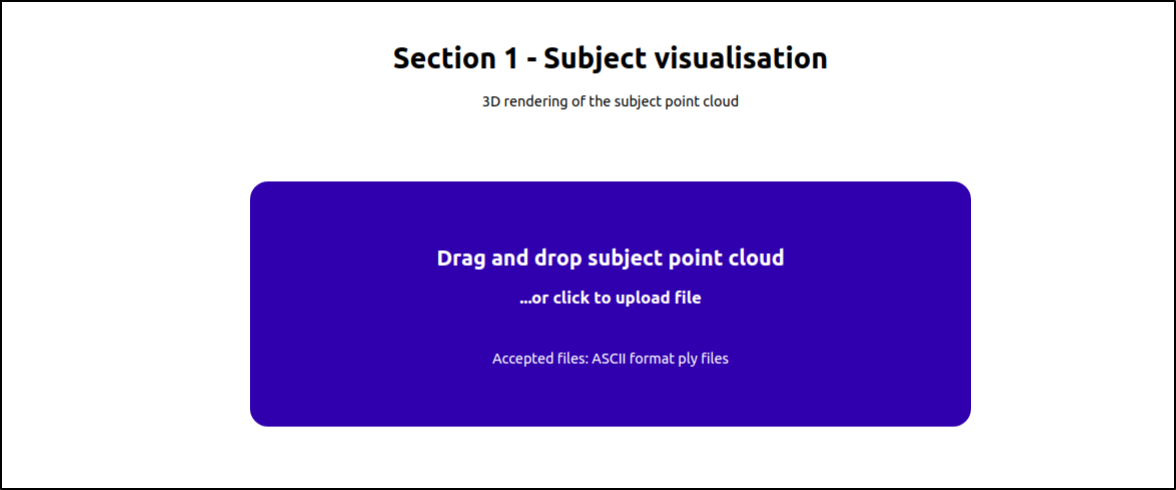 Section 1 - Subject visualisation
3D rendering of the subject point cloud
Drag and drop subject point cloud
...or click to upload file
Accepted files: ASCII format ply files